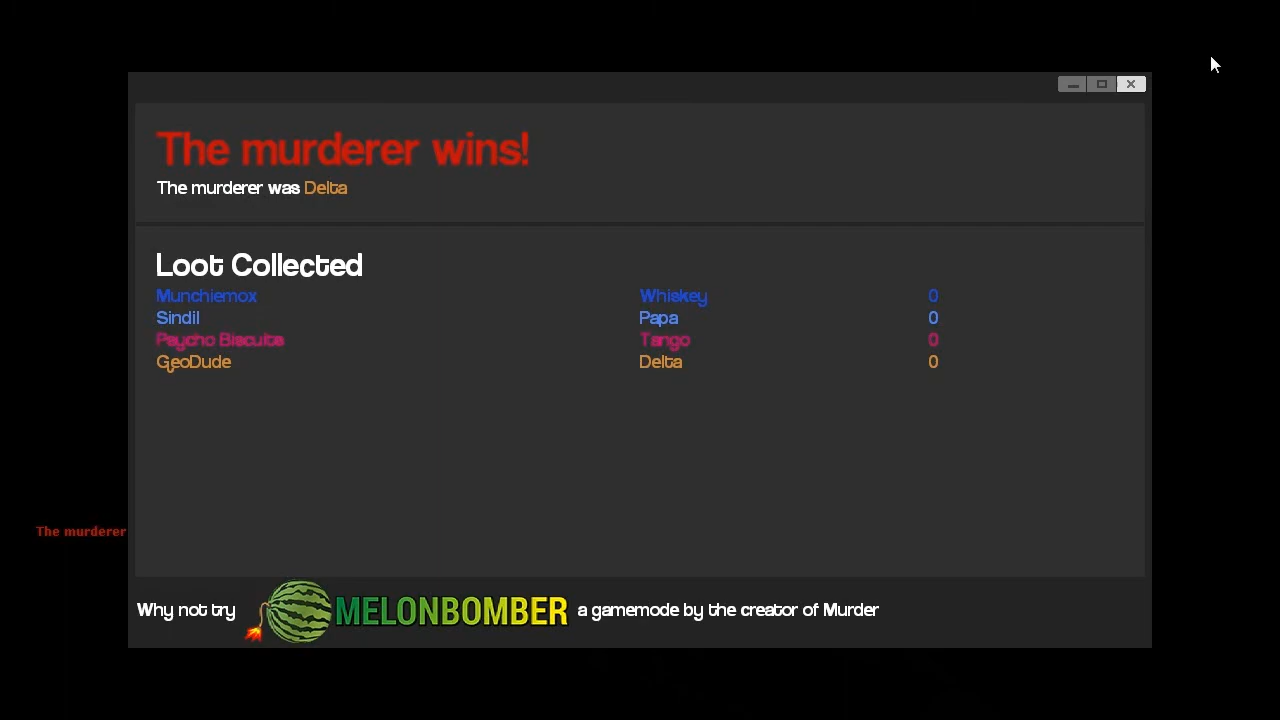 The murderer wins!
The murderer was Delta
Loot Collected
Munchiemox Whiskey 0
Sindil Papa 0
Psycho Biscuits Tango 0
GeoDude Delta 0
The murderer
Why not try MELONBOMBER a gamemode by the creator of Murder